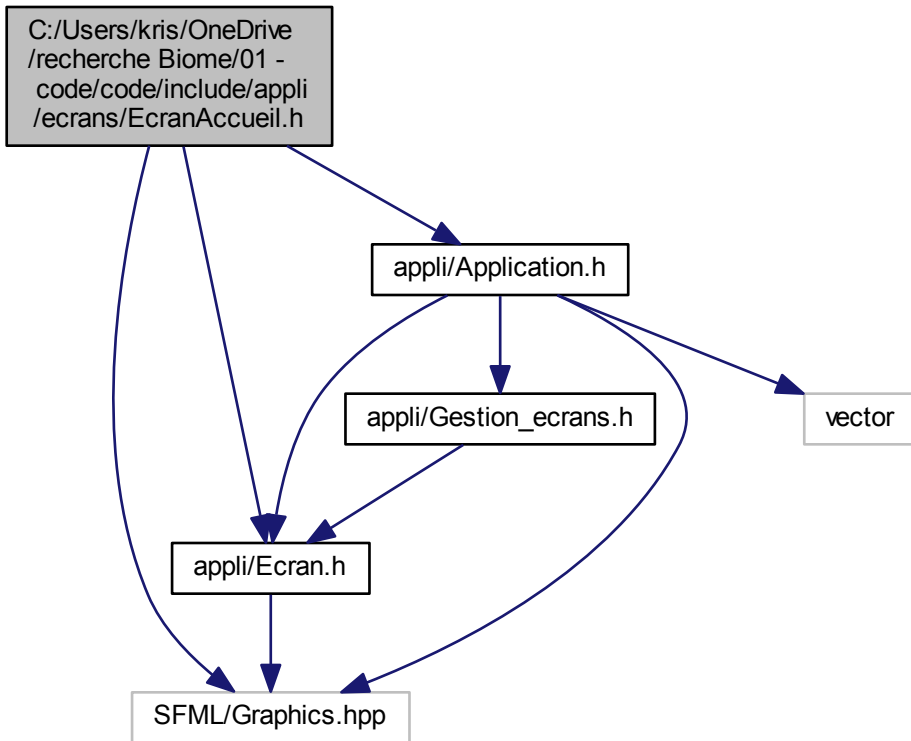 C:/Users/kris/OneDrive
/recherche Biome/01 -
code/code/include/appli
/ecrans/EcranAccueil.h
appli/Application.h
appli/Gestion_ecrans.h
vector
appli/Ecran.h
SFML/Graphics.hpp